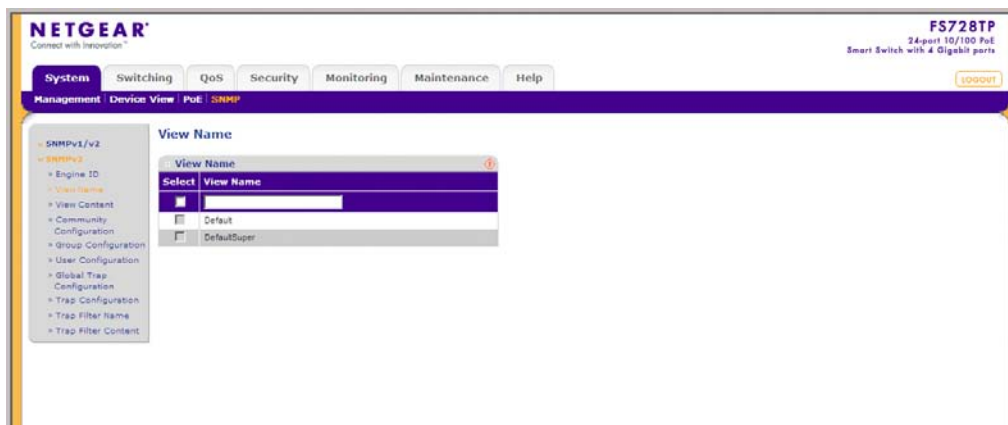 NETGEAR
Connect with Innovation™
FS728TP
24-port 10/100 PoE
Smart Switch with 4 Gigabit ports
System Switching QoS Security Monitoring Maintenance Help
LOGOUT
Management Device View PoE SNMP
SNMPv1/v2
SNMPv3
Engine ID
View Name
View Content
Community
Configuration
Group Configuration
User Configuration
Global Trap
Configuration
Trap Configuration
Trap Filter Name
Trap Filter Content
View Name
View Name
Select View Name
Default
DefaultSuper